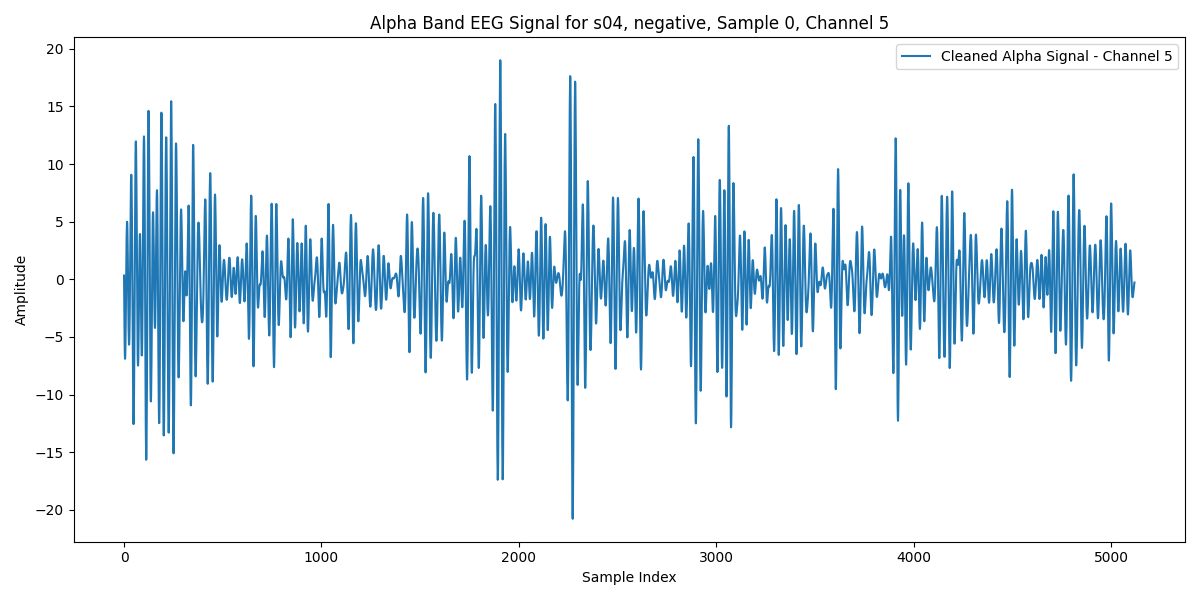 Alpha Band EEG Signal for s04, negative, Sample 0, Channel 5
Cleaned Alpha Signal - Channel 5
Amplitude
20
15
10
5
0
−5
−10
−15
−20
0 1000 2000 3000 4000 5000
Sample Index